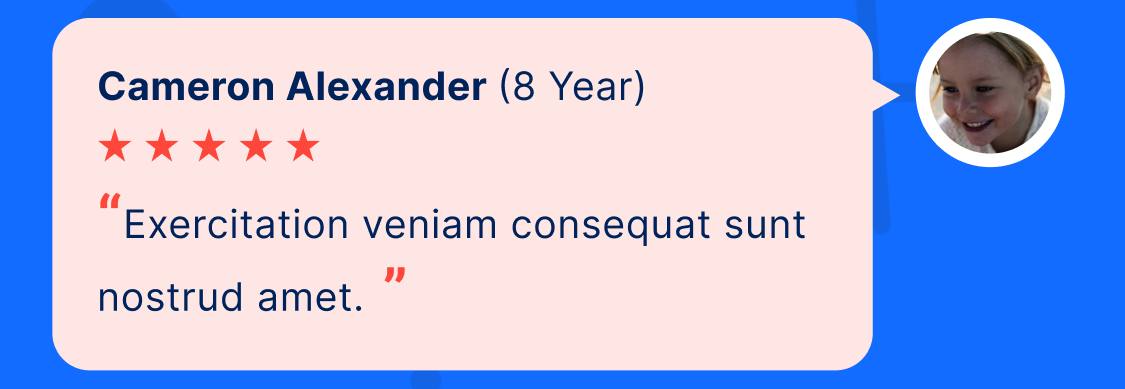 Cameron Alexander (8 Year)
“Exercitation veniam consequat sunt
nostrud amet. ”